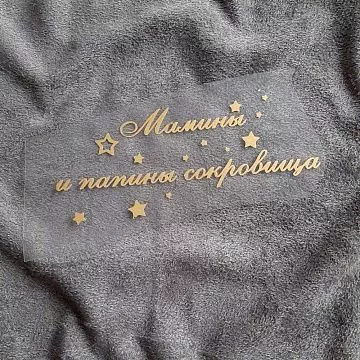 Мамины
и папины сокровища